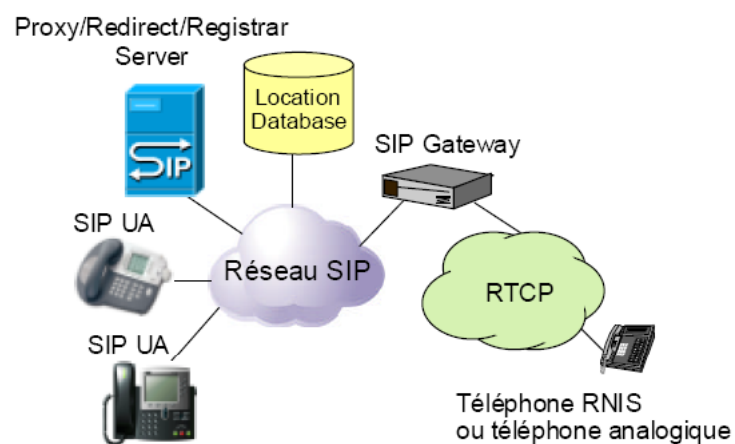 Proxy/Redirect/Registrar
Server
Location
Database
SIP Gateway
SIP
SIP UA
Réseau SIP
RTCP
SIP UA
Téléphone RNIS
ou téléphone analogique